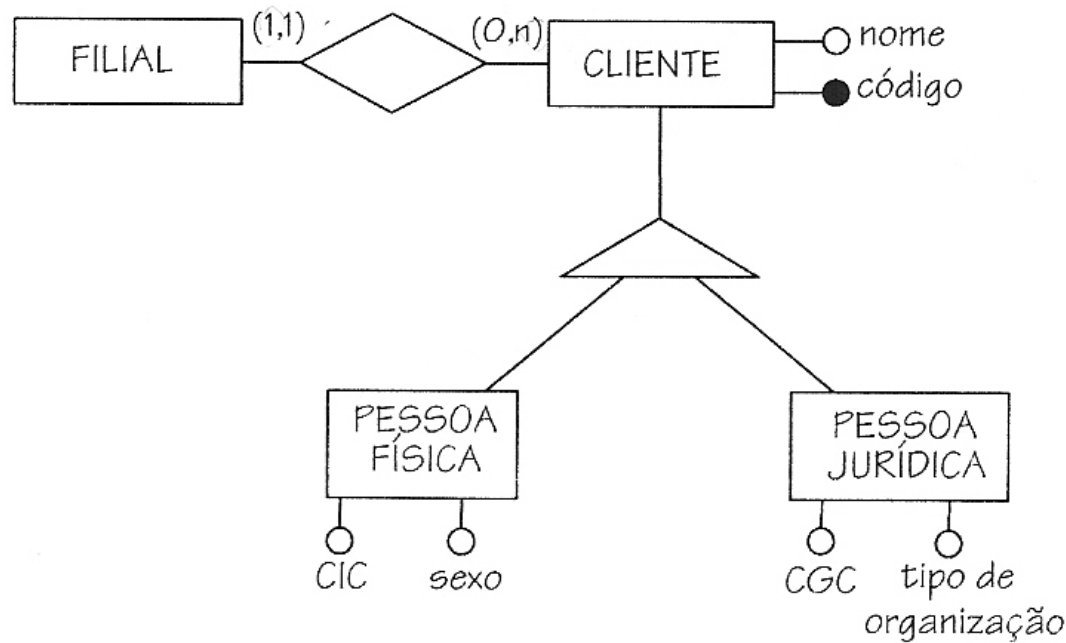 FILIAL
(1,1)
(0,n)
CLIENTE
nome
código
PESSOA
FÍSICA
PESSOA
JURÍDICA
CIC
sexo
CGC
tipo de
organização